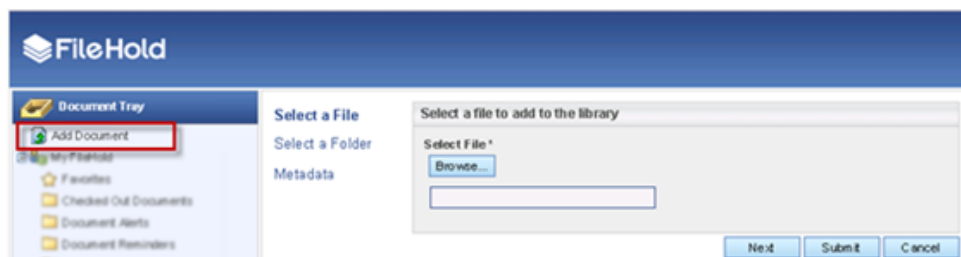 FileHold
Document Tray
Add Document
My FileHold
Favorites
Checked Out Documents
Document Alerts
Document Reminders
Select a File
Select a Folder
Metadata
Select a file to add to the library
Select File*
Browse...
Next Submit Cancel